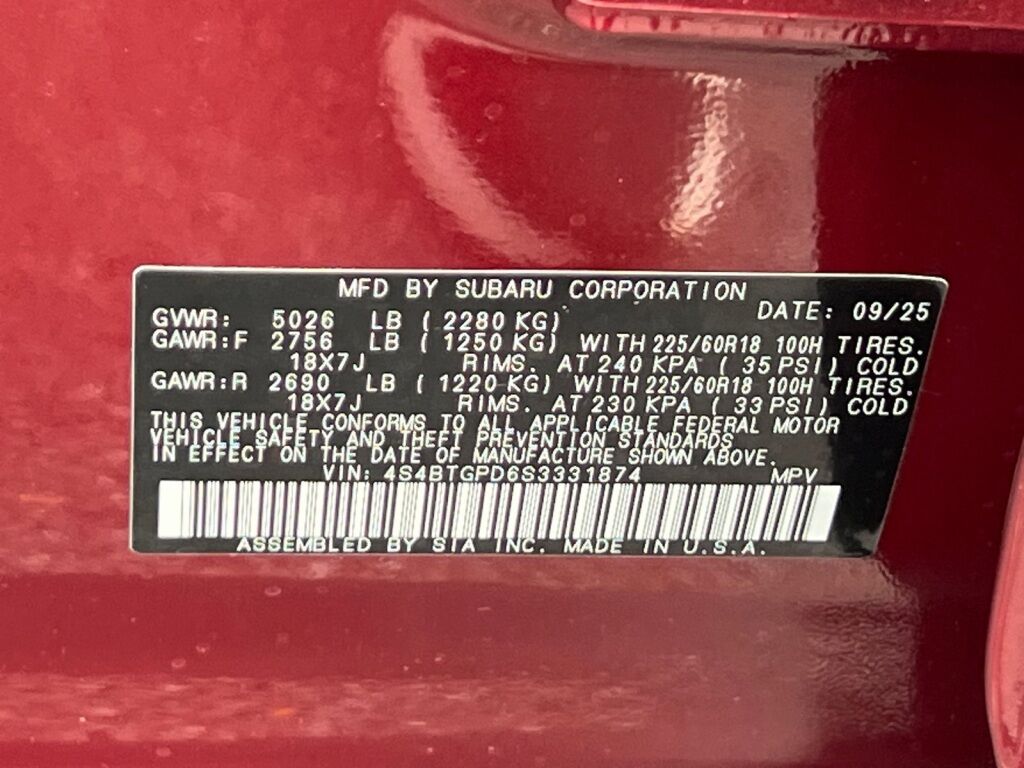 MFD BY SUBARU CORPORATION
DATE: 09/25
GVWR: 5026 LB ( 2280 KG)
GAWR:F 2756 LB ( 1250 KG) WITH 225/60R18 100H TIRES.
18X7J RIMS. AT 240 KPA ( 35 PSI) COLD
GAWR:R 2690 LB ( 1220 KG) WITH 225/60R18 100H TIRES.
18X7J RIMS. AT 230 KPA ( 33 PSI) COLD
THIS VEHICLE CONFORMS TO ALL APPLICABLE FEDERAL MOTOR
VEHICLE SAFETY AND THEFT PREVENTION STANDARDS
IN EFFECT ON THE DATE OF MANUFACTURE SHOWN ABOVE.
VIN: 4S4BTGPD6S3331874 MPV
ASSEMBLED BY SIA INC. MADE IN U.S.A.